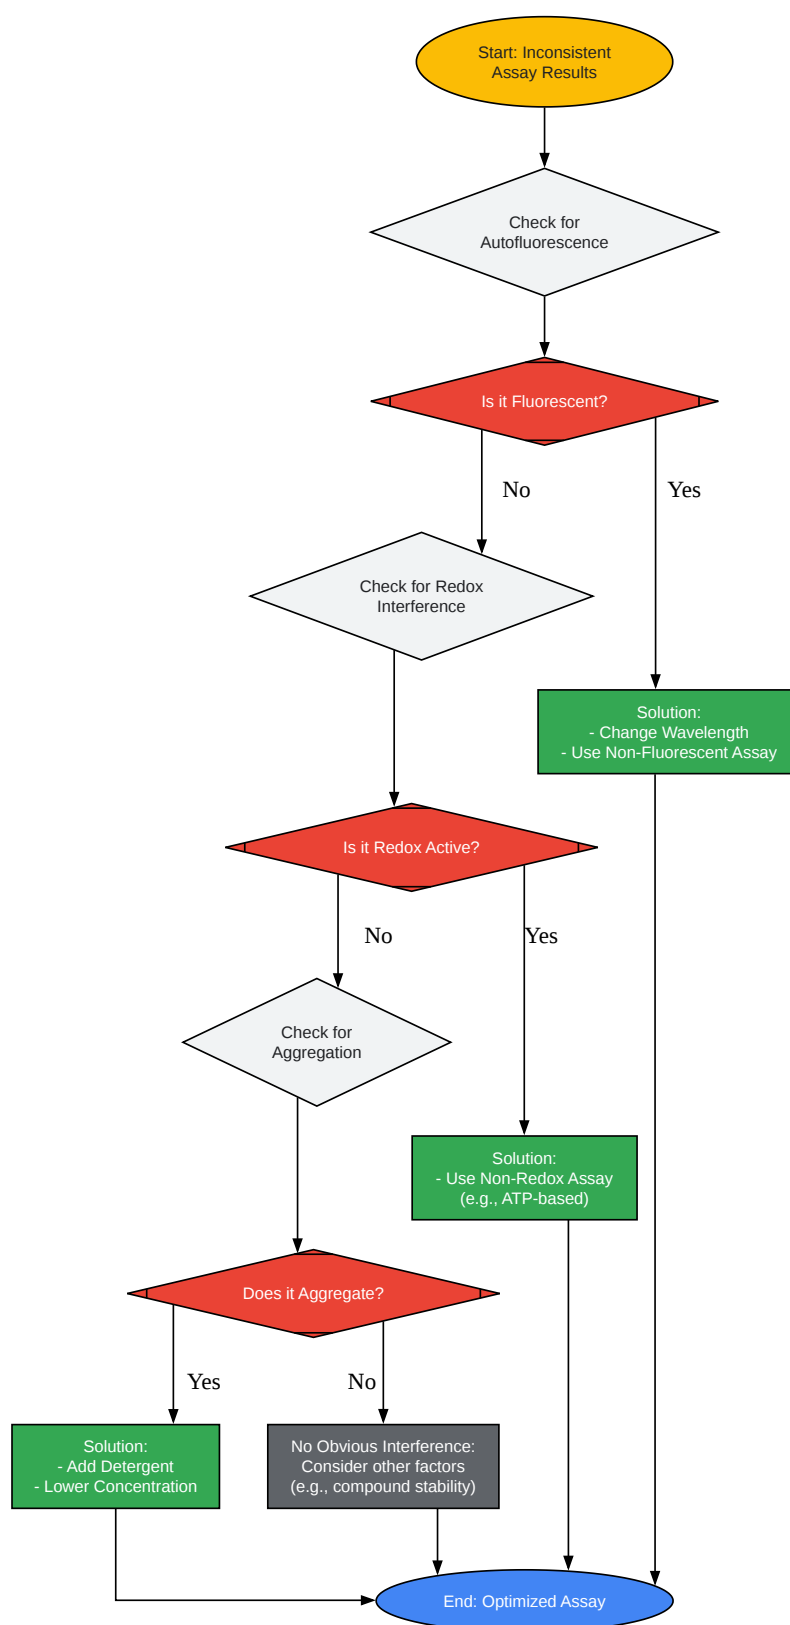 Start: Inconsistent
Assay Results
Check for
Autofluorescence
Is it Fluorescent?
No
Yes
Check for Redox
Interference
Solution:
- Change Wavelength
- Use Non-Fluorescent Assay
Is it Redox Active?
No
Yes
Check for
Aggregation
Solution:
- Use Non-Redox Assay
(e.g., ATP-based)
Does it Aggregate?
Yes
No
Solution:
- Add Detergent
- Lower Concentration
No Obvious Interference:
Consider other factors
(e.g., compound stability)
End: Optimized Assay